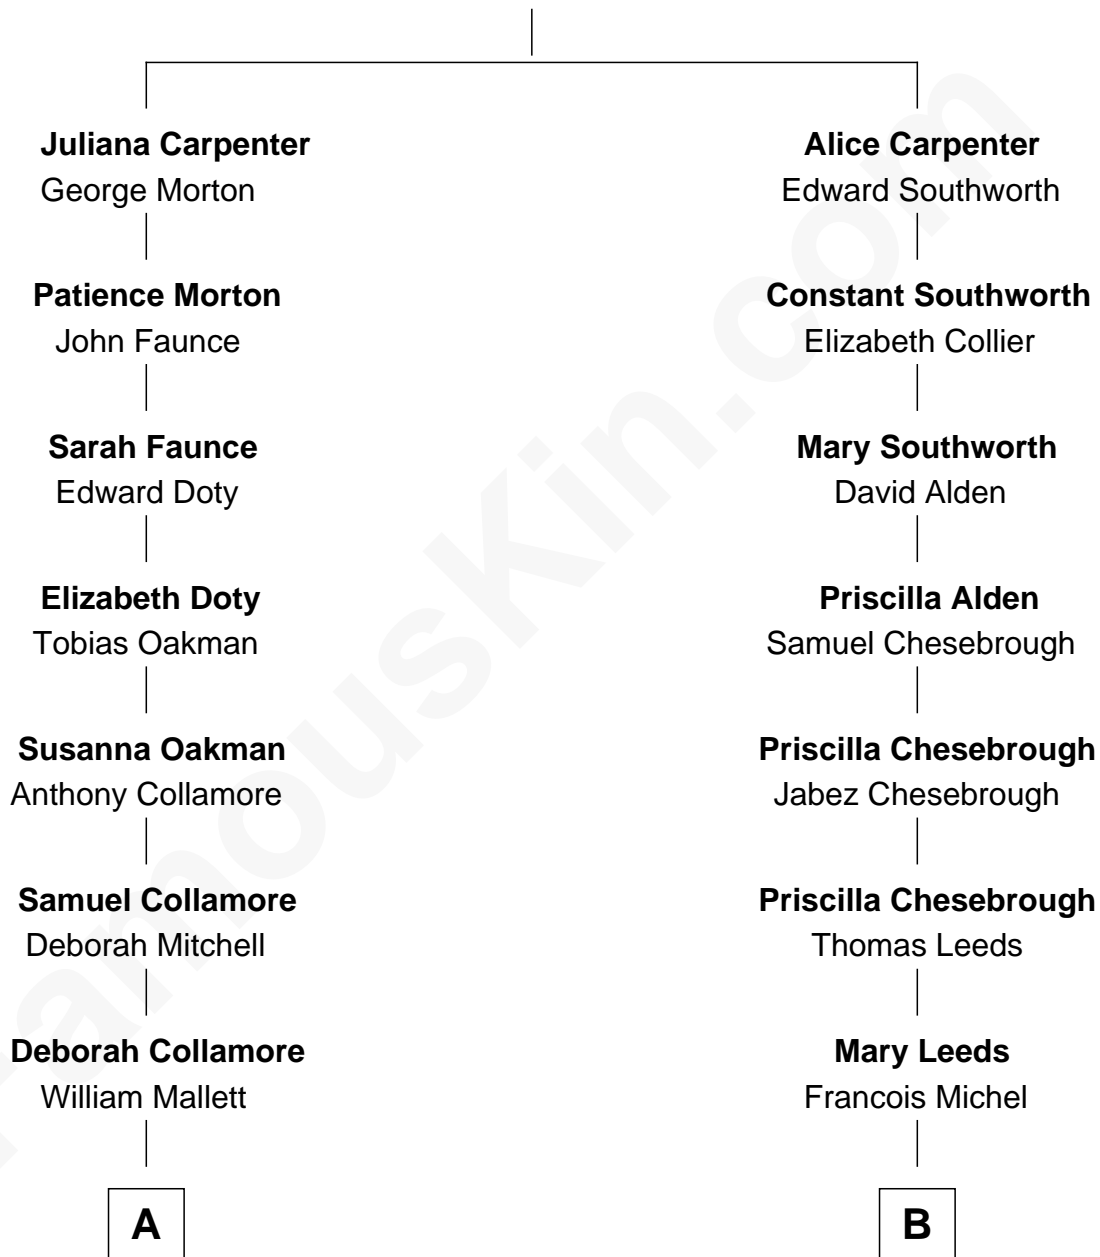 Juliana Carpenter
George Morton
Alice Carpenter
Edward Southworth
Patience Morton
John Faunce
Constant Southworth
Elizabeth Collier
Sarah Faunce
Edward Doty
Mary Southworth
David Alden
Elizabeth Doty
Tobias Oakman
Priscilla Alden
Samuel Chesebrough
Susanna Oakman
Anthony Collamore
Priscilla Chesebrough
Jabez Chesebrough
Samuel Collamore
Deborah Mitchell
Priscilla Chesebrough
Thomas Leeds
Deborah Collamore
William Mallett
Mary Leeds
Francois Michel
A
B
FamousKin.com